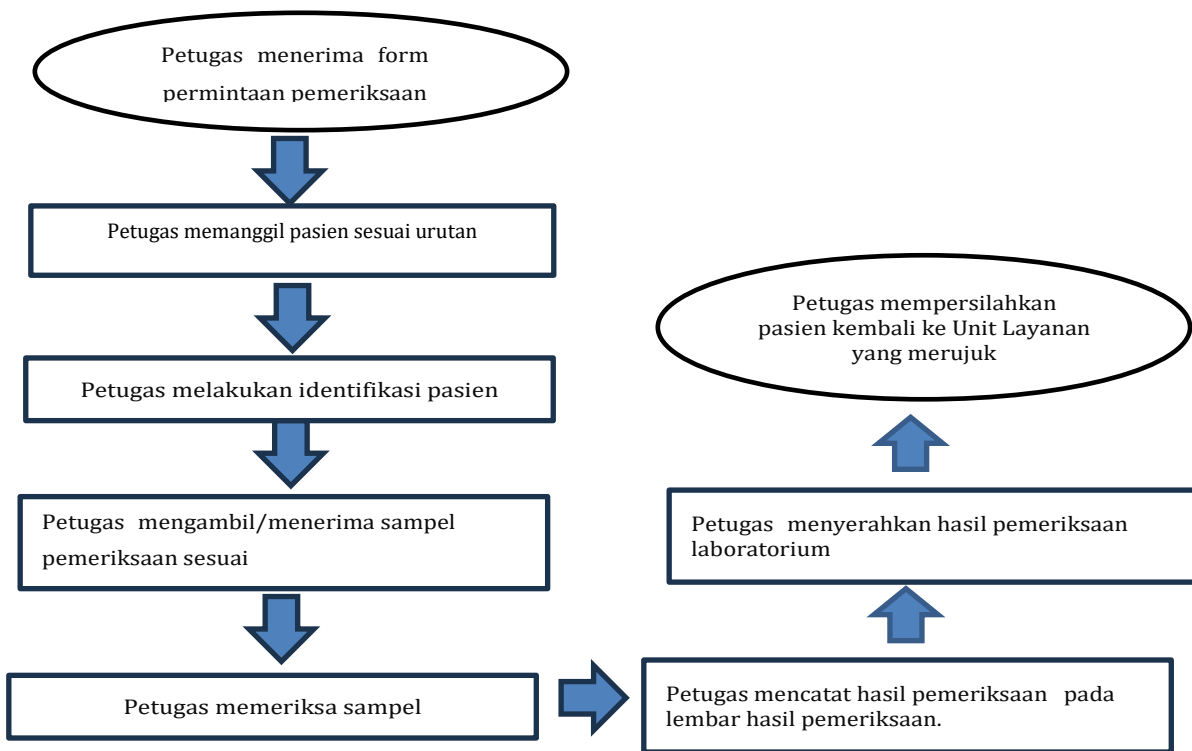 Petugas menerima form
permintaan pemeriksaan
Petugas memanggil pasien sesuai urutan
Petugas melakukan identifikasi pasien
Petugas mengambil/menerima sampel
pemeriksaan sesuai
Petugas memeriksa sampel
Petugas mencatat hasil pemeriksaan pada
lembar hasil pemeriksaan.
Petugas menyerahkan hasil pemeriksaan
laboratorium
Petugas mempersilahkan
pasien kembali ke Unit Layanan
yang merujuk